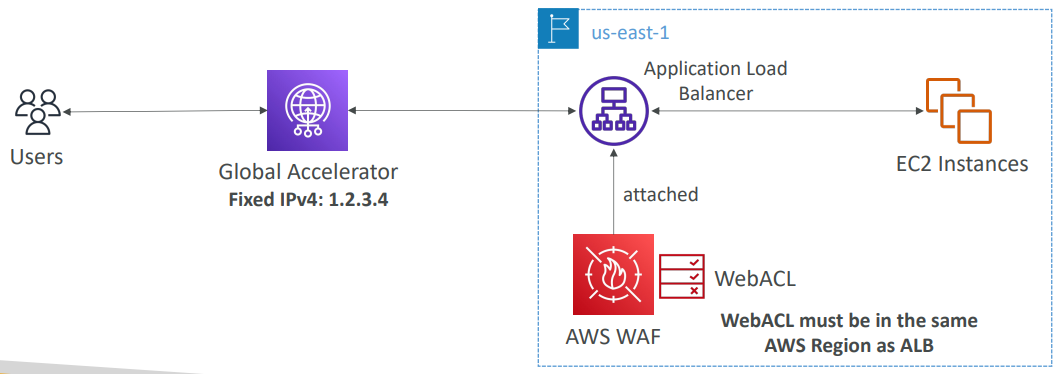 us-east-1
Application Load
Balancer
Users
Global Accelerator
Fixed IPv4: 1.2.3.4
EC2 Instances
attached
WebACL
AWS WAF
WebACL must be in the same
AWS Region as ALB